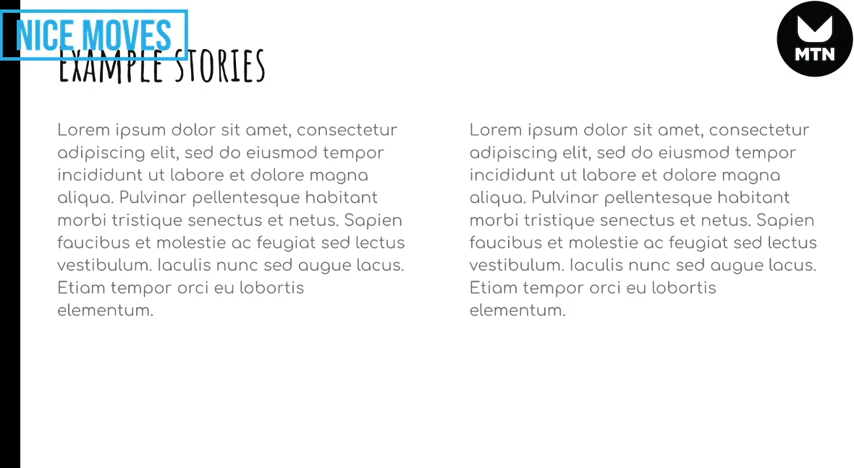 NICE MOVES
MTN
EXAMPLE STORIES
Lorem ipsum dolor sit amet, consectetur
adipiscing elit, sed do eiusmod tempor
incididunt ut labore et dolore magna
aliqua. Pulvinar pellentesque habitant
morbi tristique senectus et netus. Sapien
faucibus et molestie ac feugiat sed lectus
vestibulum. Iaculis nunc sed augue lacus.
Etiam tempor orci eu lobortis
elementum.
Lorem ipsum dolor sit amet, consectetur
adipiscing elit, sed do eiusmod tempor
incididunt ut labore et dolore magna
aliqua. Pulvinar pellentesque habitant
morbi tristique senectus et netus. Sapien
faucibus et molestie ac feugiat sed lectus
vestibulum. Iaculis nunc sed augue lacus.
Etiam tempor orci eu lobortis
elementum.